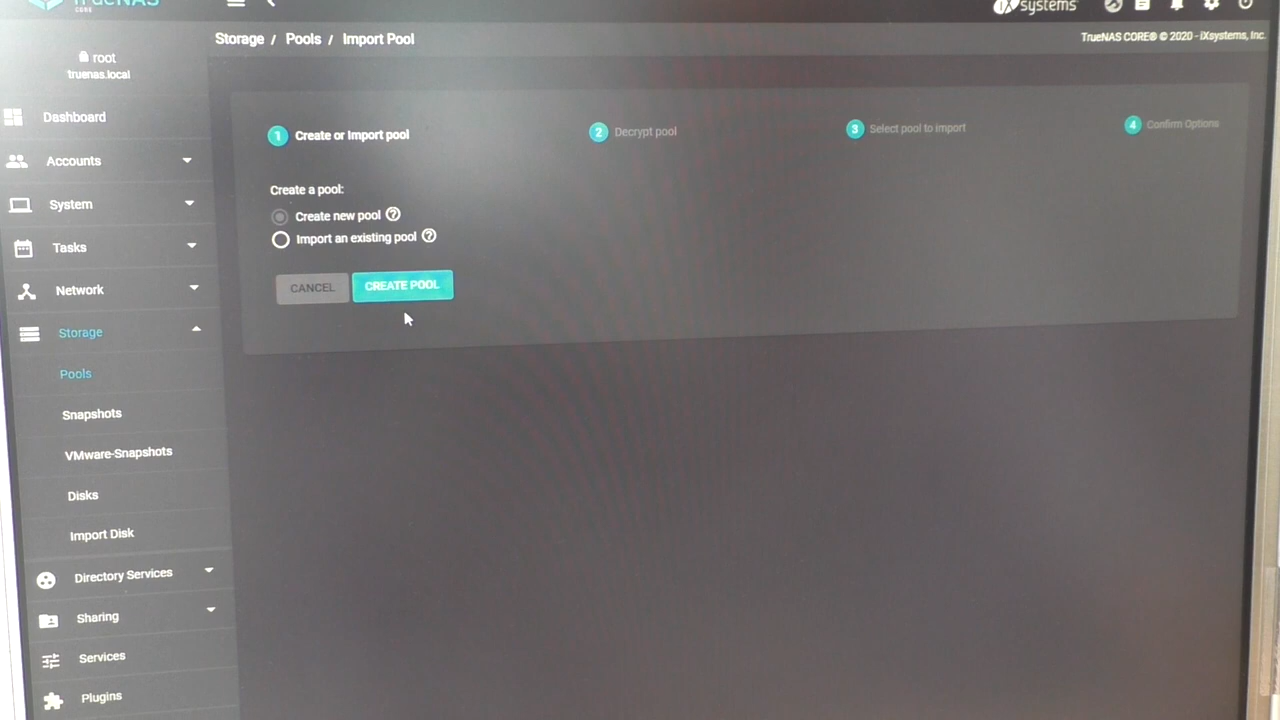 TrueNAS
CORE
iXsystems
Storage / Pools / Import Pool
TrueNAS CORE® © 2020 - iXsystems, Inc.
root
truenas.local
Dashboard
Accounts
System
Tasks
Network
Storage
Pools
Snapshots
VMware-Snapshots
Disks
Import Disk
Directory Services
Sharing
Services
Plugins
1 Create or Import pool
2 Decrypt pool
3 Select pool to import
4 Confirm Options
Create a pool:
Create new pool ?
Import an existing pool ?
CANCEL CREATE POOL